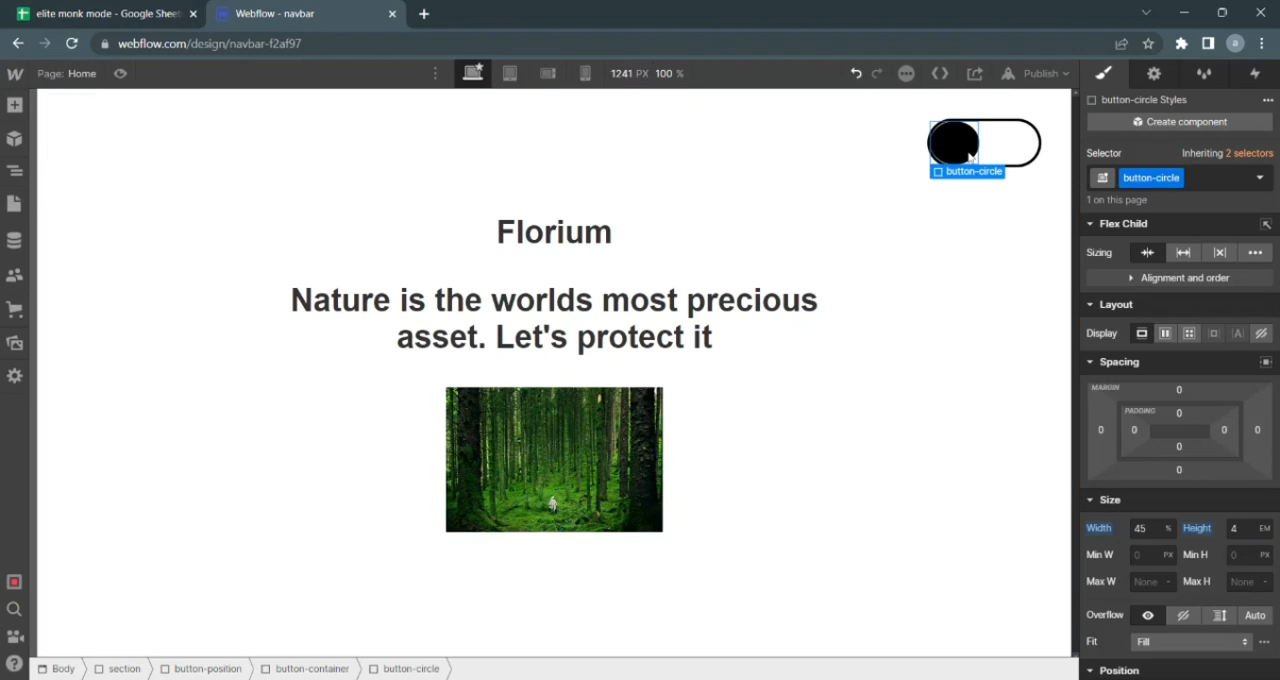 elite monk mode - Google Shee
Webflow - navbar
webflow.com/design/navbar-f2af97
Page: Home
1241 PX 100 %
Publish
button-circle Styles
Create component
Selector
Inheriting 2 selectors
button-circle
1 on this page
Flex Child
Sizing
Alignment and order
Layout
Display
Spacing
MARGIN
0
PADDING
0
0
0
0
0
0
0
Size
Width 45 % Height 4 EM
Min W 0 PX Min H 0 PX
Max W None - Max H None -
Overflow Auto
Fit Fill
Position
button-circle
Florium
Nature is the worlds most precious
asset. Let's protect it
Body section button-position button-container button-circle